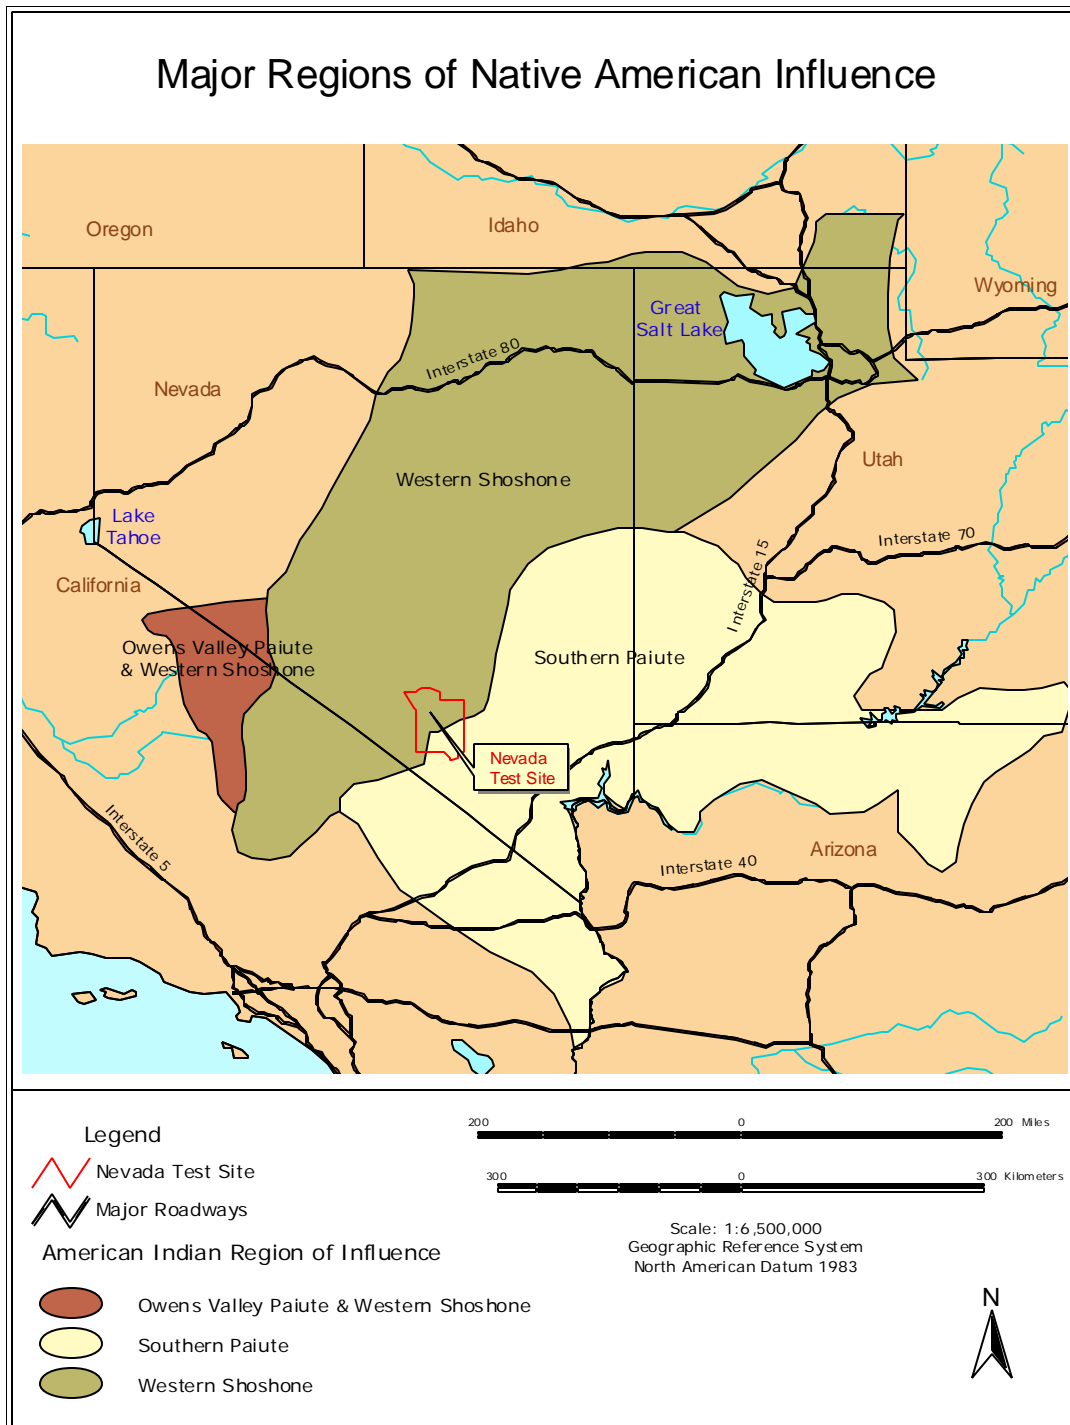 Major Regions of Native American Influence
Oregon
Idaho
Wyoming
Great
Salt Lake
Interstate 80
Nevada
Utah
Western Shoshone
Lake
Tahoe
Interstate 70
Interstate 15
California
Owens Valley Paiute
& Western Shoshone
Southern Paiute
Nevada
Test Site
Interstate 5
Interstate 40
Arizona
Legend
Nevada Test Site
Major Roadways
American Indian Region of Influence
Owens Valley Paiute & Western Shoshone
Southern Paiute
Western Shoshone
200 0 200 Miles
300 0 300 Kilometers
Scale: 1:6,500,000
Geographic Reference System
North American Datum 1983
N